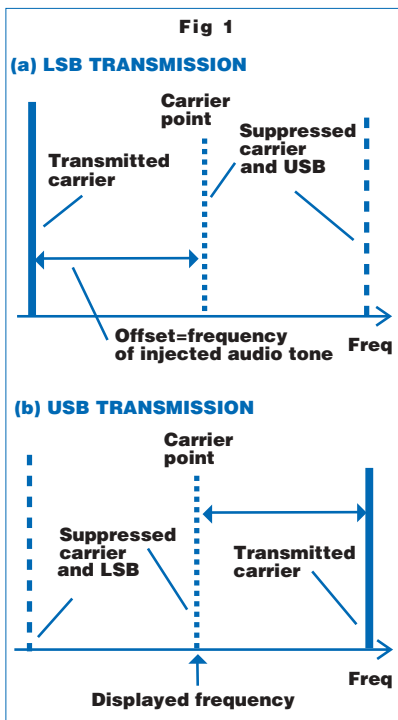 Fig 1
(a) LSB TRANSMISSION
Carrier
point
Suppressed
carrier
and USB
Transmitted
carrier
Offset=frequency
of injected audio tone
Freq
(b) USB TRANSMISSION
Carrier
point
Suppressed
carrier
and LSB
Transmitted
carrier
Freq
Displayed frequency